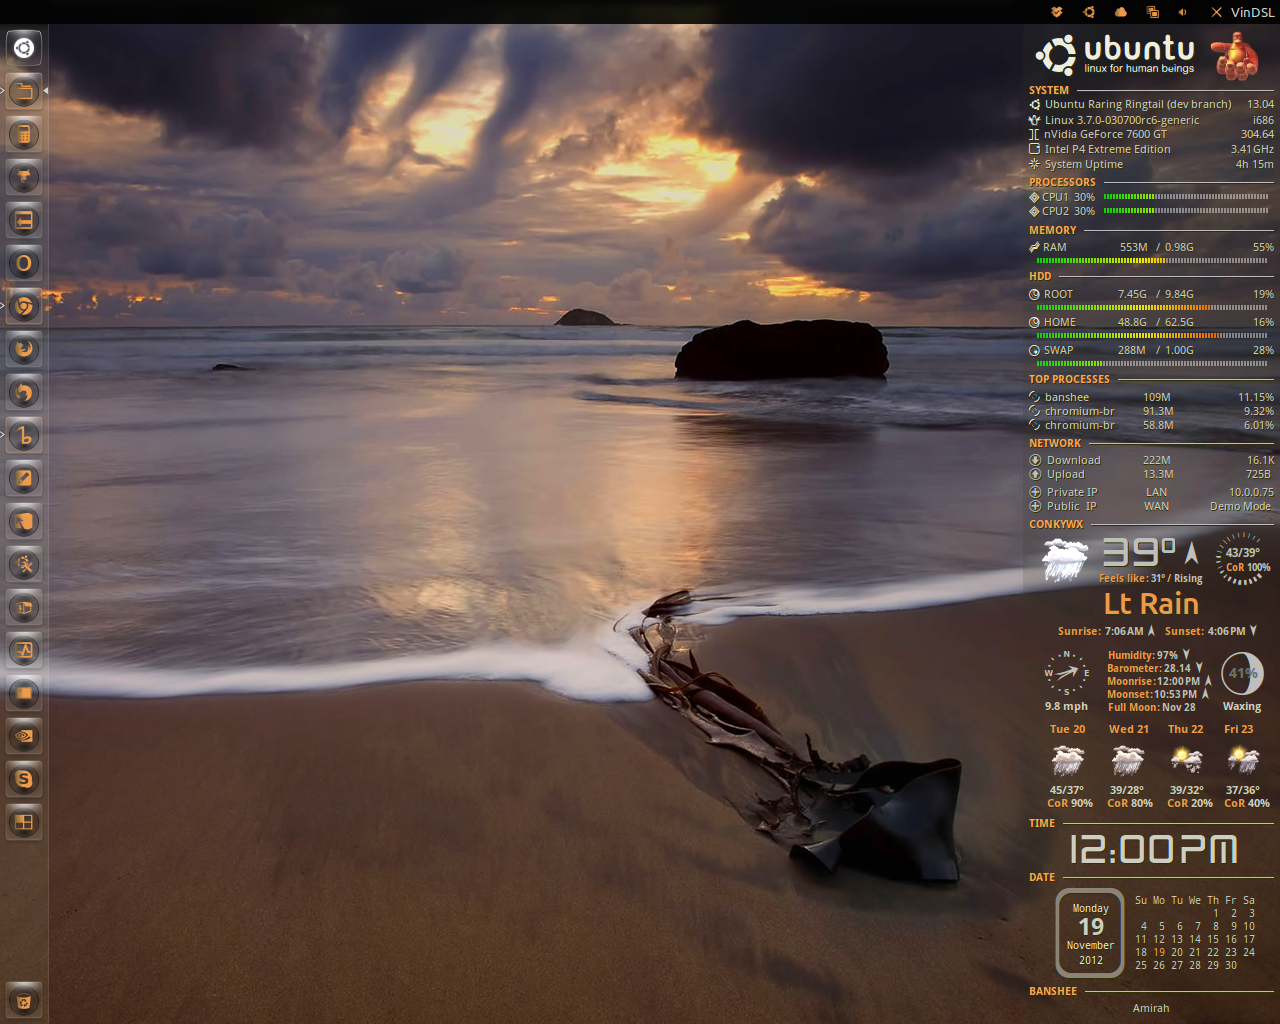 VinDSL
ubuntu
linux for human beings
SYSTEM
Ubuntu Raring Ringtail (dev branch) 13.04
Linux 3.7.0-030700rc6-generic i686
nVidia GeForce 7600 GT 304.64
Intel P4 Extreme Edition 3.41GHz
System Uptime 4h 15m
PROCESSORS
CPU1 30%
CPU2 30%
MEMORY
RAM 553M / 0.98G 55%
HDD
ROOT 7.45G / 9.84G 19%
HOME 48.8G / 62.5G 16%
SWAP 288M / 1.00G 28%
TOP PROCESSES
banshee 109M 11.15%
chromium-br 91.3M 9.32%
chromium-br 58.8M 6.01%
NETWORK
Download 222M 16.1K
Upload 13.3M 725B
Private IP LAN 10.0.0.75
Public IP WAN Demo Mode
CONKYWX
39° 43/39°
CoR 100%
Feels like: 31° / Rising
Lt Rain
Sunrise: 7:06AM Sunset: 4:06PM
N
W E
S
9.8 mph
Humidity: 97%
Barometer: 28.14
Moonrise: 12:00PM
Moonset: 10:53PM
Full Moon: Nov 28
41%
Waxing
Tue 20 Wed 21 Thu 22 Fri 23
45/37° 39/28° 39/32° 37/36°
CoR 90% CoR 80% CoR 20% CoR 40%
TIME
12:00PM
DATE
Monday
19
November
2012
Su Mo Tu We Th Fr Sa
1 2 3
4 5 6 7 8 9 10
11 12 13 14 15 16 17
18 19 20 21 22 23 24
25 26 27 28 29 30
BANSHEE
Amirah